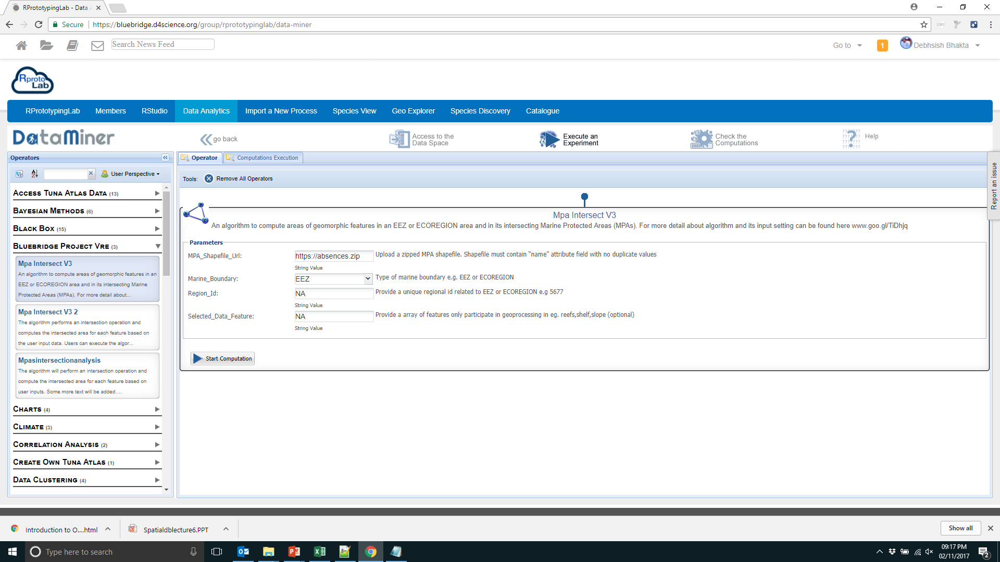 RPrototypingLab - Data
Secure
https://bluebridge.d4science.org/group/rprototypinglab/data-miner
Search News Feed
Go to
1
Debhsish Bhakta
Rproto
Lab
RPrototypingLab
Members
RStudio
Data Analytics
Import a New Process
Species View
Geo Explorer
Species Discovery
Catalogue
DataMiner
go back
Access to the
Data Space
Execute an
Experiment
Check the
Computations
Help
Operators
User Perspective
Access Tuna Atlas Data (13)
Bayesian Methods (6)
Black Box (15)
Bluebridge Project Vre (3)
Mpa Intersect V3
An algorithm to compute areas of geomorphic features in an
EEZ or ECOREGION area and in its intersecting Marine
Protected Areas (MPAs). For more detail about...
Mpa Intersect V3 2
The algorithm performs an intersection operation and
computes the intersected area for each feature based on
the user input data. Users can execute the algor...
Mpasintersectionanalysis
The algorithm will perform an intersection operation and
compute the intersected area for each feature based on
user inputs. Some more text will be added....
Charts (4)
Climate (3)
Correlation Analysis (2)
Create Own Tuna Atlas (1)
Data Clustering (4)
Operator
Computations Execution
Tools:
Remove All Operators
A
B
C
Mpa Intersect V3
An algorithm to compute areas of geomorphic features in an EEZ or ECOREGION area and in its intersecting Marine Protected Areas (MPAs). For more detail about algorithm and its input setting can be found here www.goo.gl/TiDhjq
Parameters
MPA_Shapefile_Url:
https://absences.zip
Upload a zipped MPA shapefile. Shapefile must contain “name” attribute field with no duplicate values
String Value
Marine_Boundary:
EEZ
Type of marine boundary e.g. EEZ or ECOREGION
Region_Id:
NA
Provide a unique regional id related to EEZ or ECOREGION e.g 5677
String Value
Selected_Data_Feature:
NA
Provide a array of features only participate in geoprocessing in eg. reefs,shelf,slope (optional)
String Value
Start Computation
Report an issue
Introduction to O....html
Spatialdblecture6.PPT
Show all
Type here to search
09:17 PM
02/11/2017
2